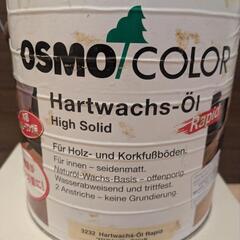 OSMO COLOR
Hartwachs-Öl
High Solid
Rapid
Für Holz- und Korkfußböden.
Für innen – seidenmatt.
Naturöl-Wachs-Basis – offenporig.
Wasserabweisend und trittfest.
2 Anstriche – keine Grundierung.
3232 Hartwachs-Öl Rapid